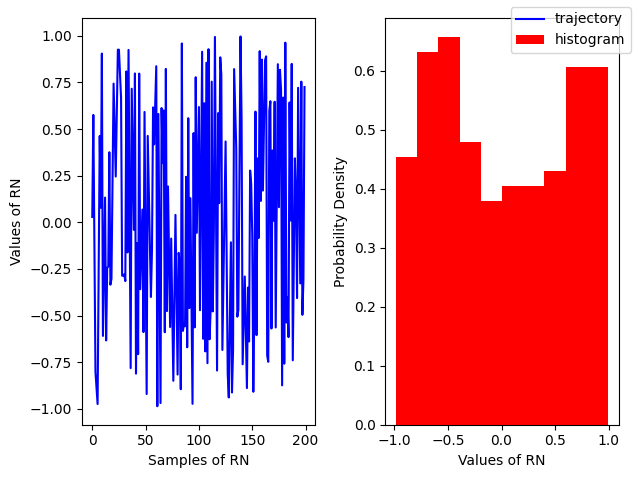 trajectory
histogram
1.00
0.75
0.50
0.25
0.00
−0.25
−0.50
−0.75
−1.00
Values of RN
0 50 100 150 200
Samples of RN
0.6
0.5
0.4
0.3
0.2
0.1
0.0
Probability Density
−1.0 −0.5 0.0 0.5 1.0
Values of RN